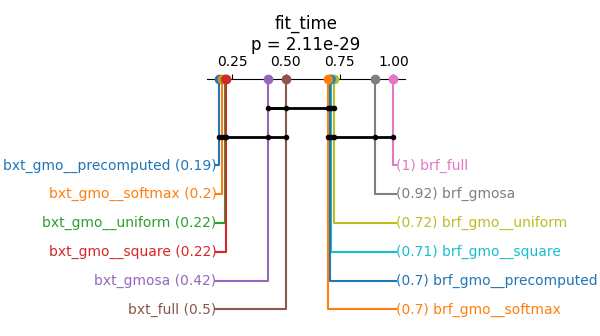 fit_time
p = 2.11e-29
0.25 0.50 0.75 1.00
bxt_gmo__precomputed (0.19) (1) brf_full
bxt_gmo__softmax (0.2) (0.92) brf_gmosa
bxt_gmo__uniform (0.22) (0.72) brf_gmo__uniform
bxt_gmo__square (0.22) (0.71) brf_gmo__square
bxt_gmosa (0.42) (0.7) brf_gmo__precomputed
bxt_full (0.5) (0.7) brf_gmo__softmax